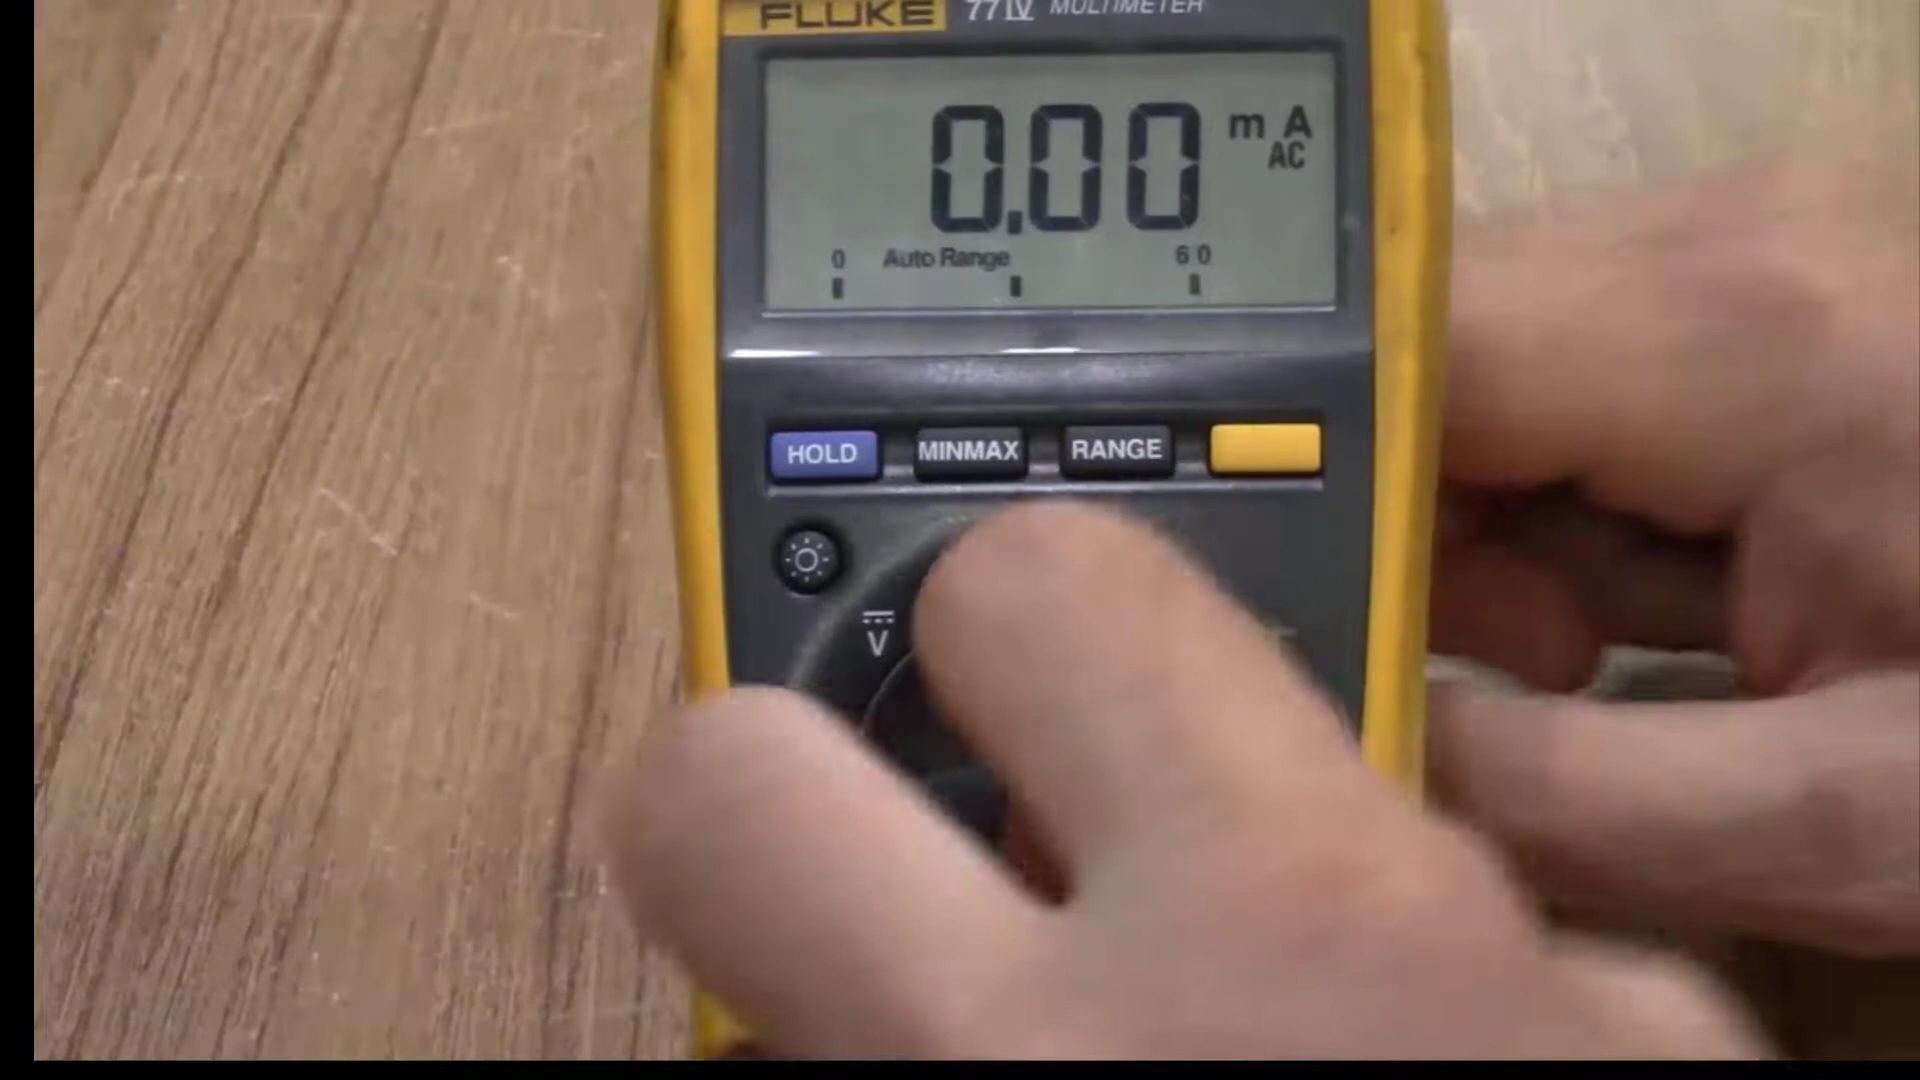 FLUKE 77 IV MULTIMETER
0.00 mA
AC
0 Auto Range 60
HOLD MINMAX RANGE
V